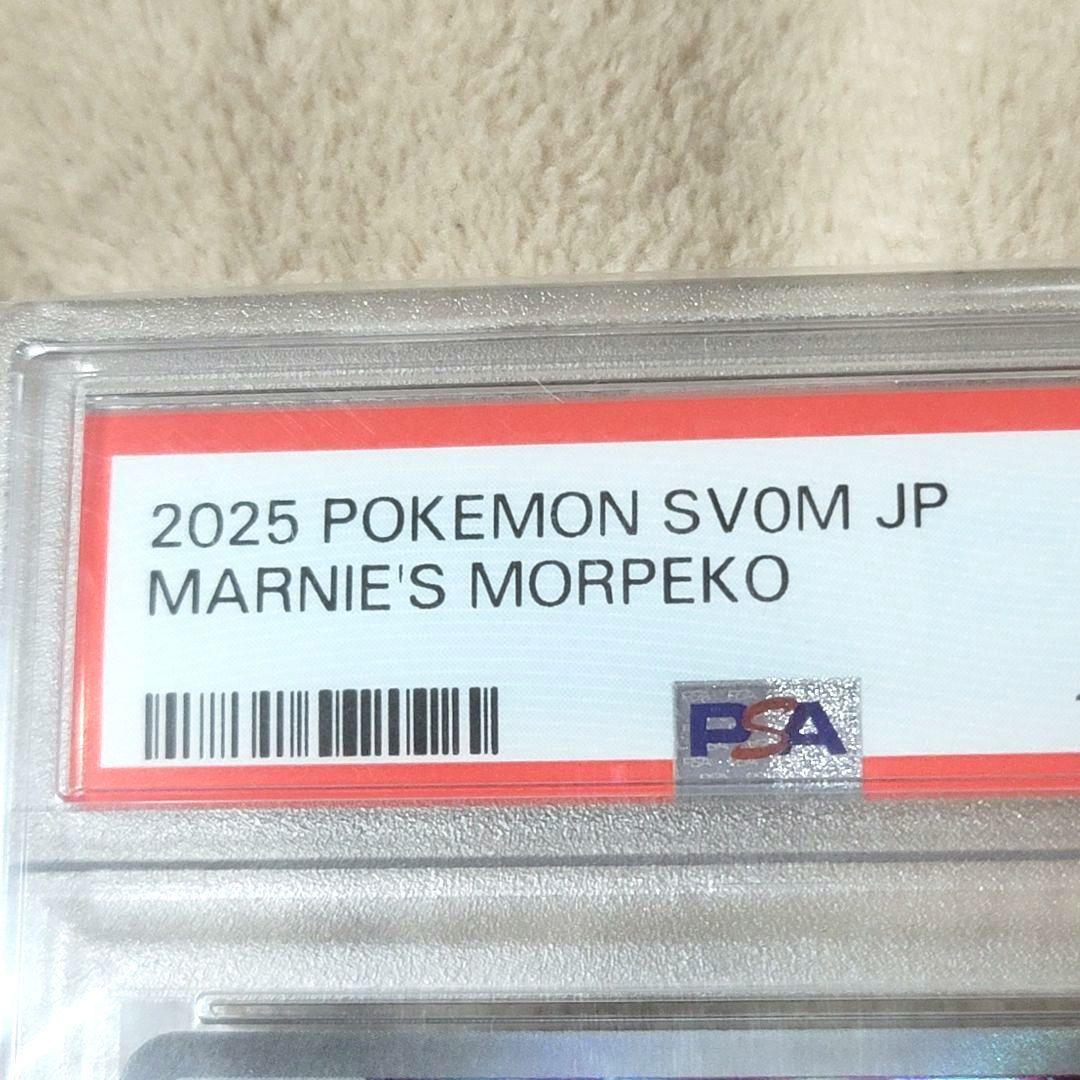 2025 POKEMON SV0M JP
MARNIE'S MORPEKO
PSA